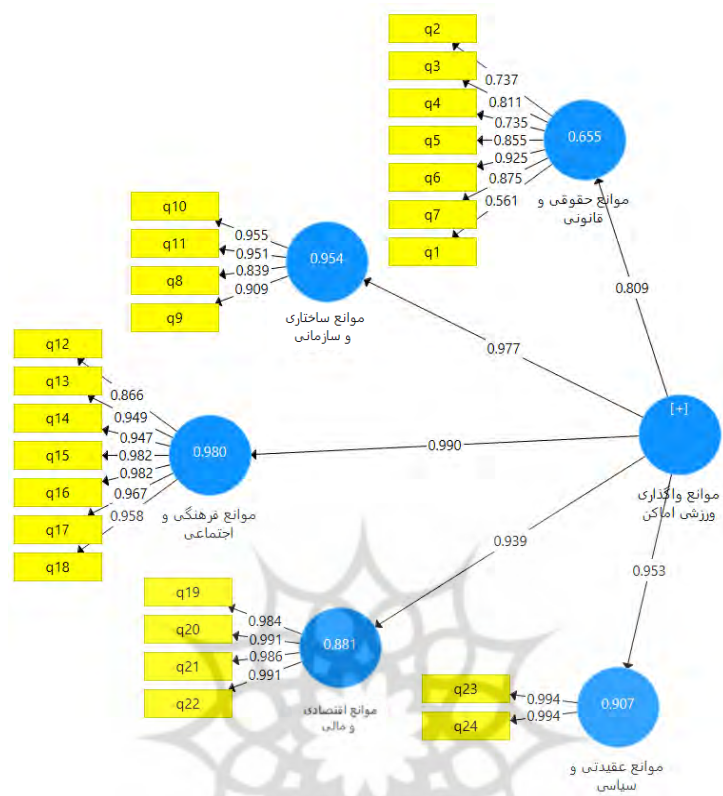 q2
q3
q4
q5
q6
q7
q1
0.737
0.811
0.735
0.855
0.925
0.875
0.561
0.655
موانع حقوقی و
قانونی
0.809
q10
q11
q8
q9
0.955
0.951
0.839
0.909
0.954
موانع ساختاری
و سازمانی
0.977
q12
q13
q14
q15
q16
q17
q18
0.866
0.949
0.947
0.982
0.982
0.967
0.958
0.980
موانع فرهنگی و
اجتماعی
0.990
[+]
موانع واگذاری
ورزشی اماکن
0.939
0.953
q19
q20
q21
q22
0.984
0.991
0.986
0.991
0.881
موانع اقتصادی
و مالی
q23
q24
0.994
0.994
0.907
موانع عقیدتی و
سیاسی